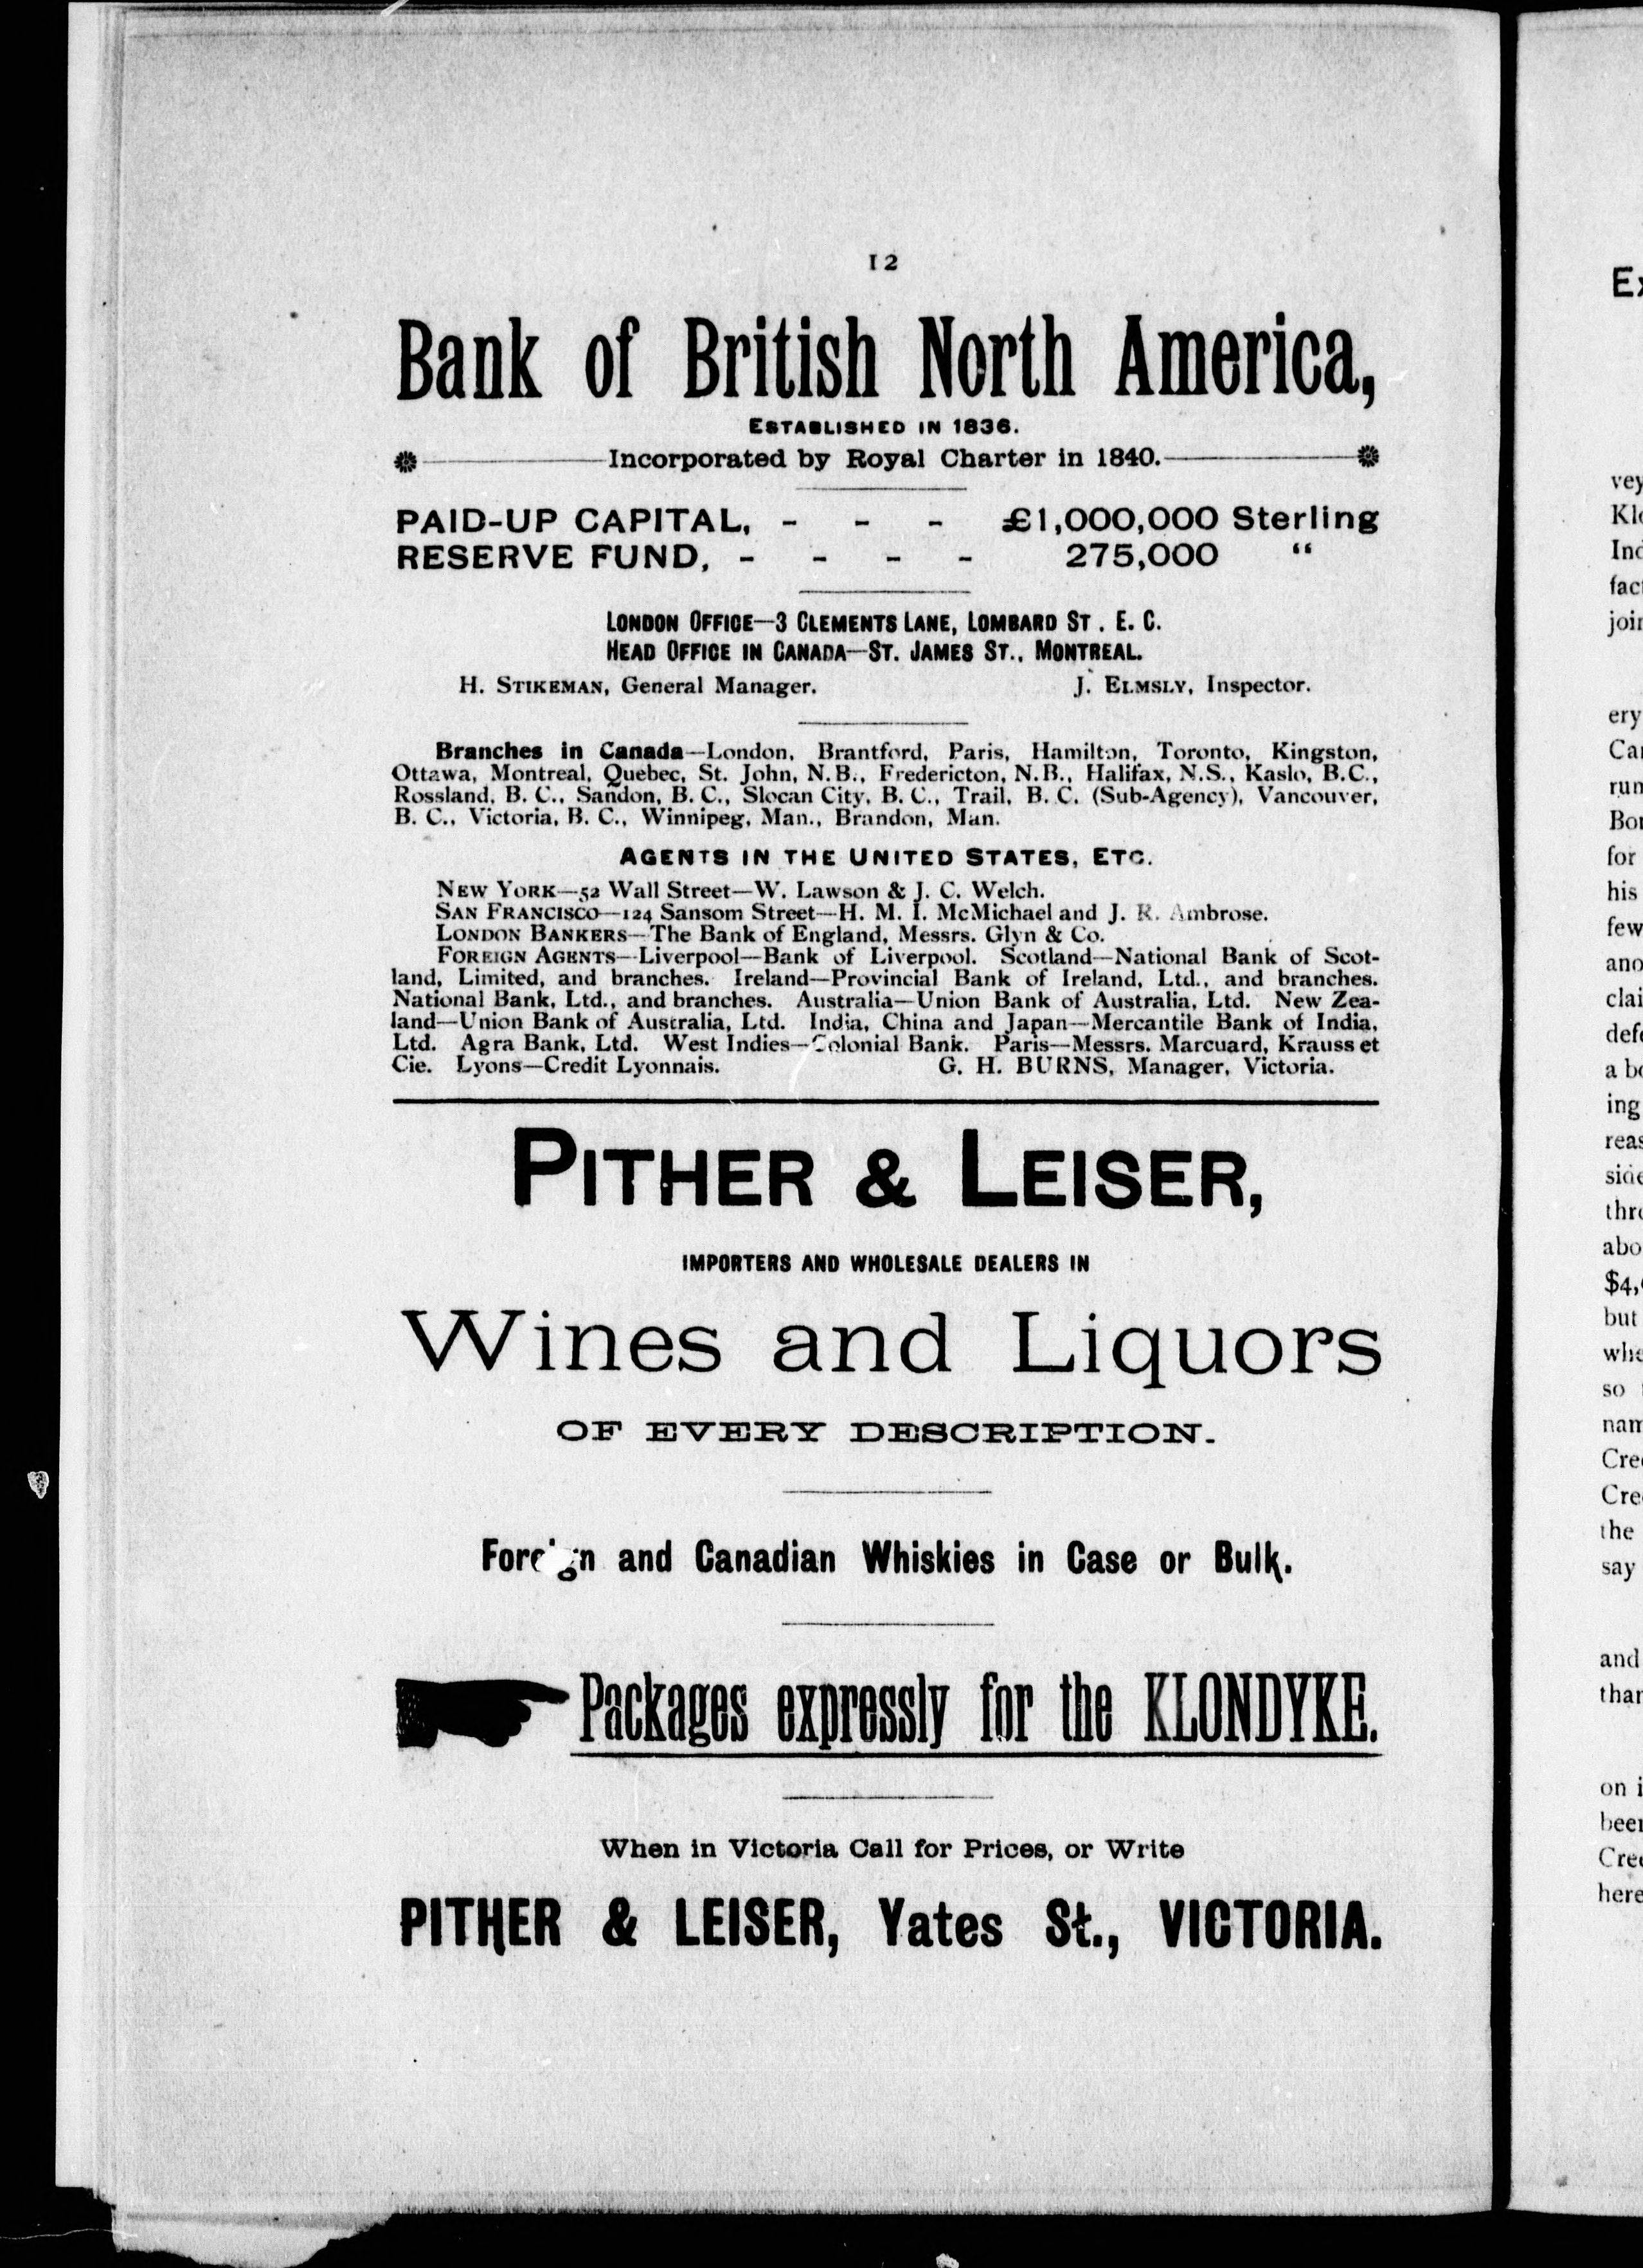 12
Bank of British North America,
ESTABLISHED IN 1836.
Incorporated by Royal Charter in 1840.
PAID-UP CAPITAL, - - - £1,000,000 Sterling
RESERVE FUND, - - - - 275,000 "
LONDON OFFICE—3 CLEMENTS LANE, LOMBARD ST. E. C.
HEAD OFFICE IN CANADA—ST. JAMES ST., MONTREAL.
H. STIKEMAN, General Manager. J. ELMSLY, Inspector.
Branches in Canada—London, Brantford, Paris, Hamilton, Toronto, Kingston,
Ottawa, Montreal, Quebec, St. John, N.B., Fredericton, N.B., Halifax, N.S., Kaslo, B.C.,
Rossland, B. C., Sandon, B. C., Slocan City, B. C., Trail, B. C. (Sub-Agency), Vancouver,
B. C., Victoria, B. C., Winnipeg, Man., Brandon, Man.
AGENTS IN THE UNITED STATES, ETC.
NEW YORK—52 Wall Street—W. Lawson & J. C. Welch.
SAN FRANCISCO—124 Sansom Street—H. M. I. McMichael and J. R. Ambrose.
LONDON BANKERS—The Bank of England, Messrs. Glyn & Co.
FOREIGN AGENTS—Liverpool—Bank of Liverpool. Scotland—National Bank of Scot-
land, Limited, and branches. Ireland—Provincial Bank of Ireland, Ltd., and branches.
National Bank, Ltd., and branches. Australia—Union Bank of Australia, Ltd. New Zea-
land—Union Bank of Australia, Ltd. India, China and Japan—Mercantile Bank of India,
Ltd. Agra Bank, Ltd. West Indies—Colonial Bank. Paris—Messrs. Marcuard, Krauss et
Cie. Lyons—Credit Lyonnais. G. H. BURNS, Manager, Victoria.
PITHER & LEISER,
IMPORTERS AND WHOLESALE DEALERS IN
Wines and Liquors
OF EVERY DESCRIPTION.
Foreign and Canadian Whiskies in Case or Bulk.
Packages expressly for the KLONDYKE.
When in Victoria Call for Prices, or Write
PITHER & LEISER, Yates St., VICTORIA.